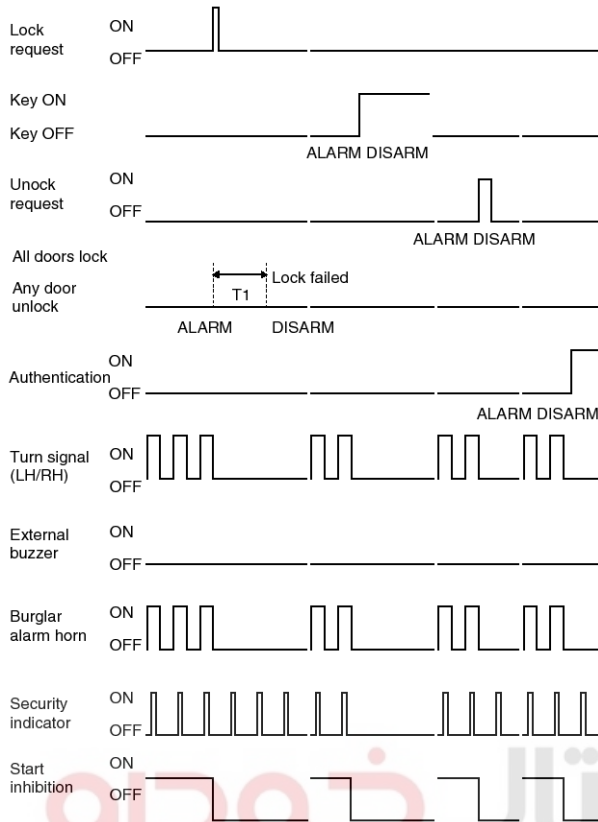 Lock request
ON
OFF
Key ON
Key OFF
ALARM DISARM
Unock request
ON
OFF
ALARM DISARM
All doors lock
Any door unlock
T1
Lock failed
ALARM DISARM
Authentication
ON
OFF
ALARM DISARM
Turn signal (LH/RH)
ON
OFF
External buzzer
ON
OFF
Burglar alarm horn
ON
OFF
Security indicator
ON
OFF
Start inhibition
ON
OFF